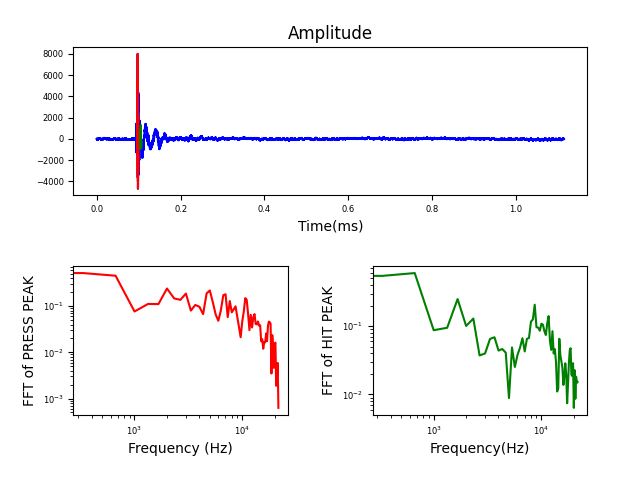 Amplitude
8000
6000
4000
2000
0
−2000
−4000
0.0 0.2 0.4 0.6 0.8 1.0
Time(ms)
FFT of PRESS PEAK
10⁻¹
10⁻²
10⁻³
10³ 10⁴
Frequency (Hz)
FFT of HIT PEAK
10⁻¹
10⁻²
10³ 10⁴
Frequency(Hz)